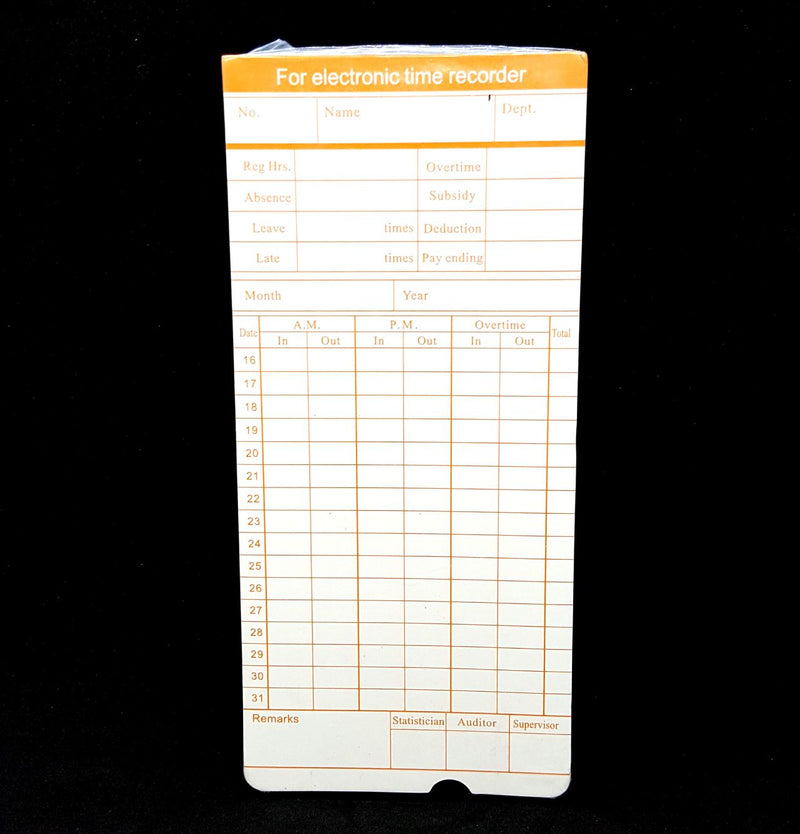 For electronic time recorder
No. Name Dept.
Reg Hrs. Overtime
Absence Subsidy
Leave times Deduction
Late times Pay ending
Month Year
Date A.M. P.M. Overtime Total
In Out In Out In Out
16
17
18
19
20
21
22
23
24
25
26
27
28
29
30
31
Remarks Statistician Auditor Supervisor